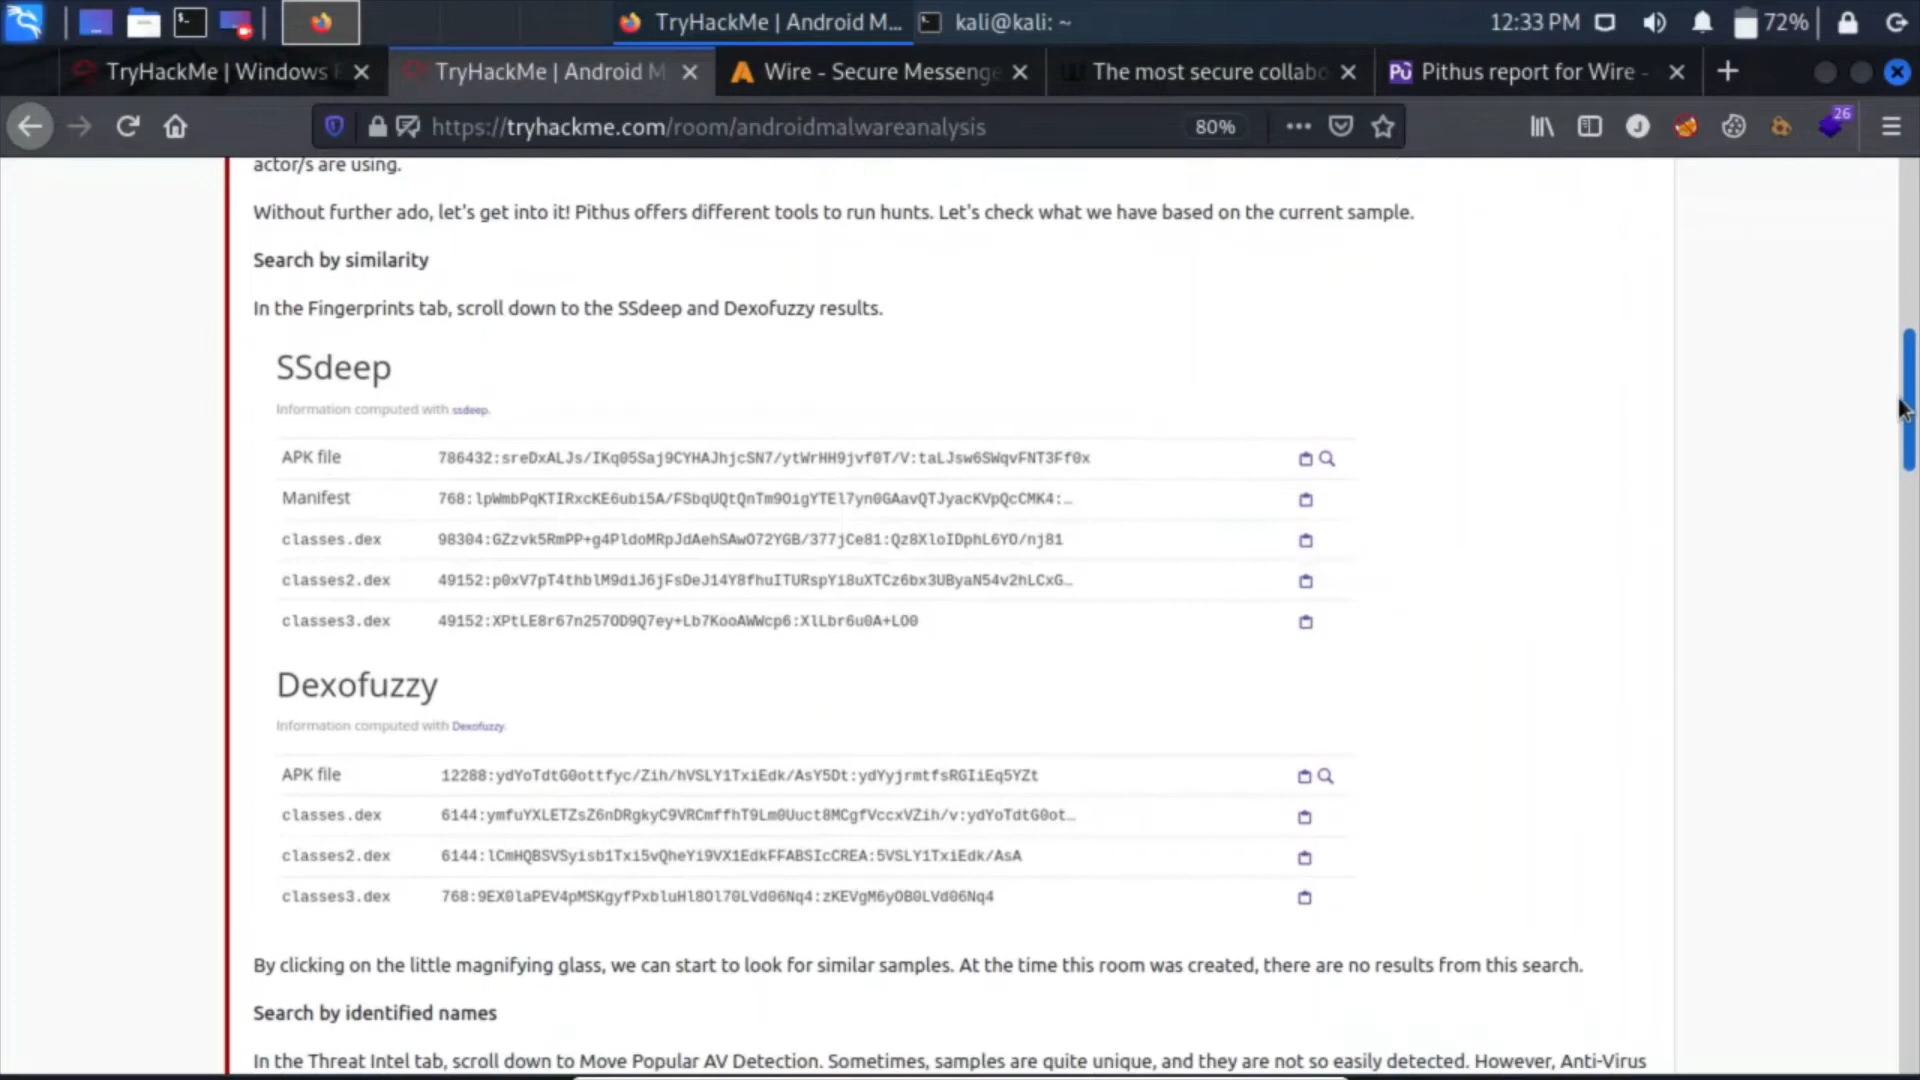 TryHackMe | Android M... kali@kali: ~ 12:33 PM 72%
TryHackMe | Windows TryHackMe | Android M Wire - Secure Messenge The most secure collabo Pithus report for Wire -
https://tryhackme.com/room/androidmalwareanalysis 80% 26
actor/s are using.
Without further ado, let's get into it! Pithus offers different tools to run hunts. Let's check what we have based on the current sample.
Search by similarity
In the Fingerprints tab, scroll down to the SSdeep and Dexofuzzy results.
SSdeep
Information computed with ssdeep.
APK file 786432:sreDxALJs/IKq05Saj9CYHAJhjcSN7/ytWrHH9jvf0T/V:taLJsw6SWqvFNT3Ff0x
Manifest 768:lpWmbPqKTIRxcKE6ubi5A/FSbqUQtQnTm9OigYTEl7yn0GAavQTJyacKVpQcCMK4:…
classes.dex 98304:GZzvk5RmPP+g4PldoMRpJdAehSAwO72YGB/377jCe81:Qz8XloIDphL6YO/nj81
classes2.dex 49152:p0xV7pT4thblM9diJ6jFsDeJ14Y8fhuITURspYi8uXTCz6bx3UByaN54v2hLCxG…
classes3.dex 49152:XPtLE8r67n257OD9Q7ey+Lb7KooAWWcp6:XlLbr6u0A+LO0
Dexofuzzy
Information computed with Dexofuzzy.
APK file 12288:ydYoTdtG0ottfyc/Zih/hVSLY1TxiEdk/AsY5Dt:ydYyjrmtfsRGIiEq5YZt
classes.dex 6144:ymfuYXLETZsZ6nDRgkyC9VRCmffhT9Lm0Uuct8MCgfVccxVZih/v:ydYoTdtG0ot…
classes2.dex 6144:lCmHQBSVSyisb1Txi5vQheYi9VX1EdkFFABSIcCREA:5VSLY1TxiEdk/AsA
classes3.dex 768:9EX0laPEV4pMSKgyfPxbluHl8Ol70LVd06Nq4:zKEVgM6yOB0LVd06Nq4
By clicking on the little magnifying glass, we can start to look for similar samples. At the time this room was created, there are no results from this search.
Search by identified names
In the Threat Intel tab, scroll down to Move Popular AV Detection. Sometimes, samples are quite unique, and they are not so easily detected. However, Anti-Virus